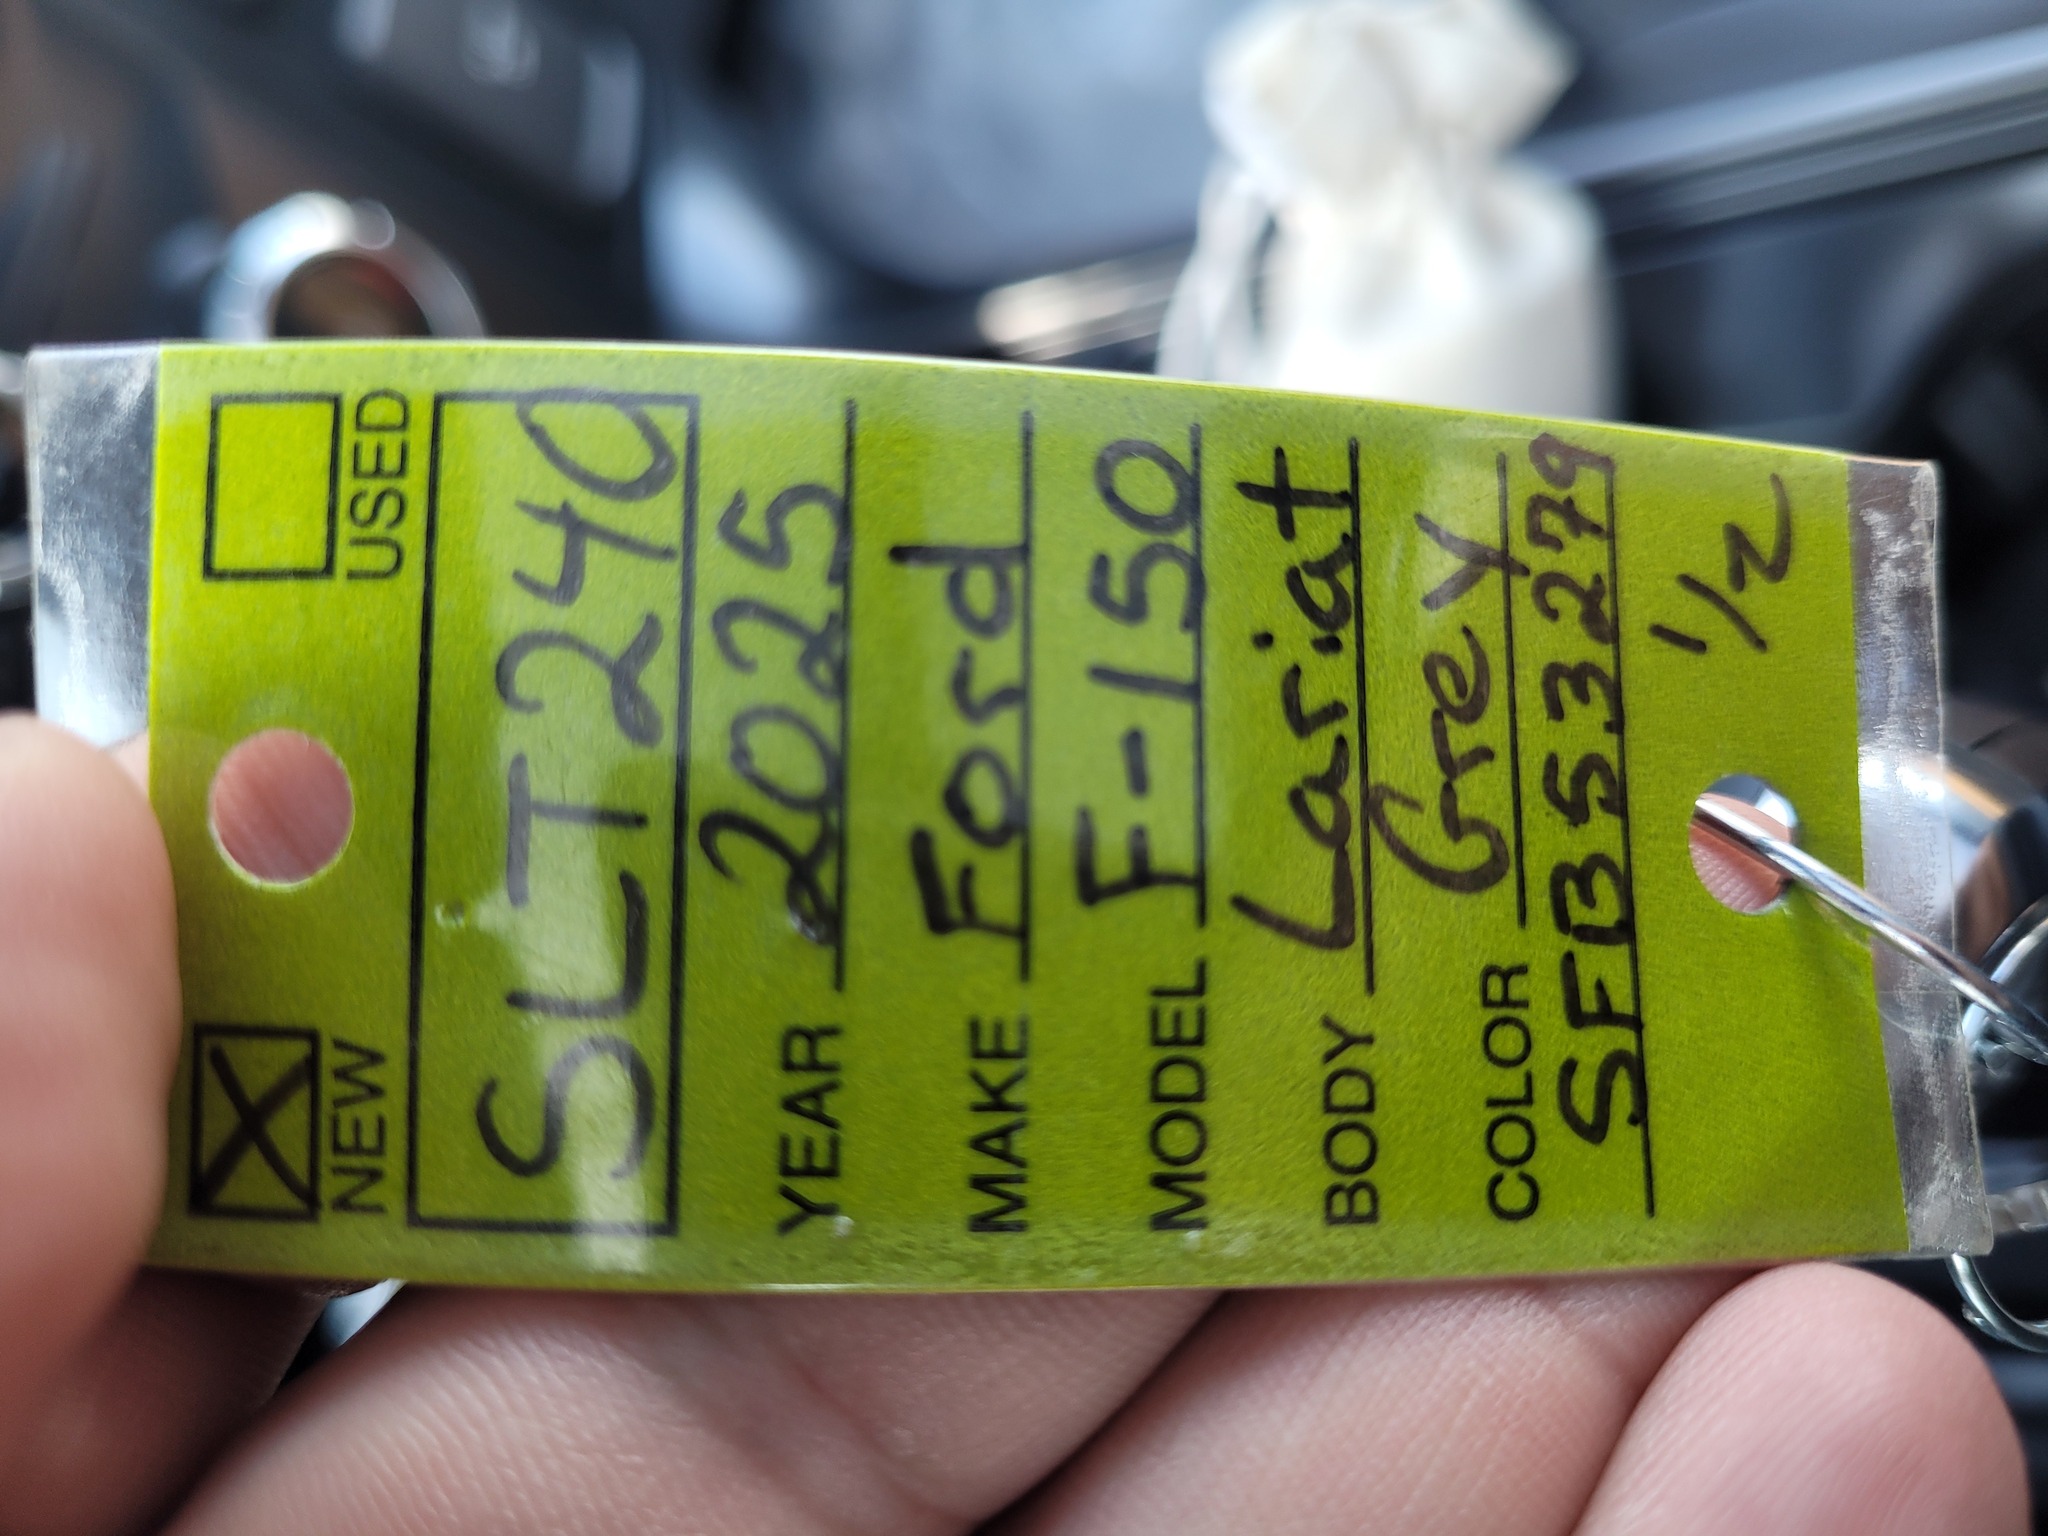 NEW USED
SLT240
YEAR 2025
MAKE Ford
MODEL F-150
BODY Lariat
COLOR Grey
SFB53279
1/2